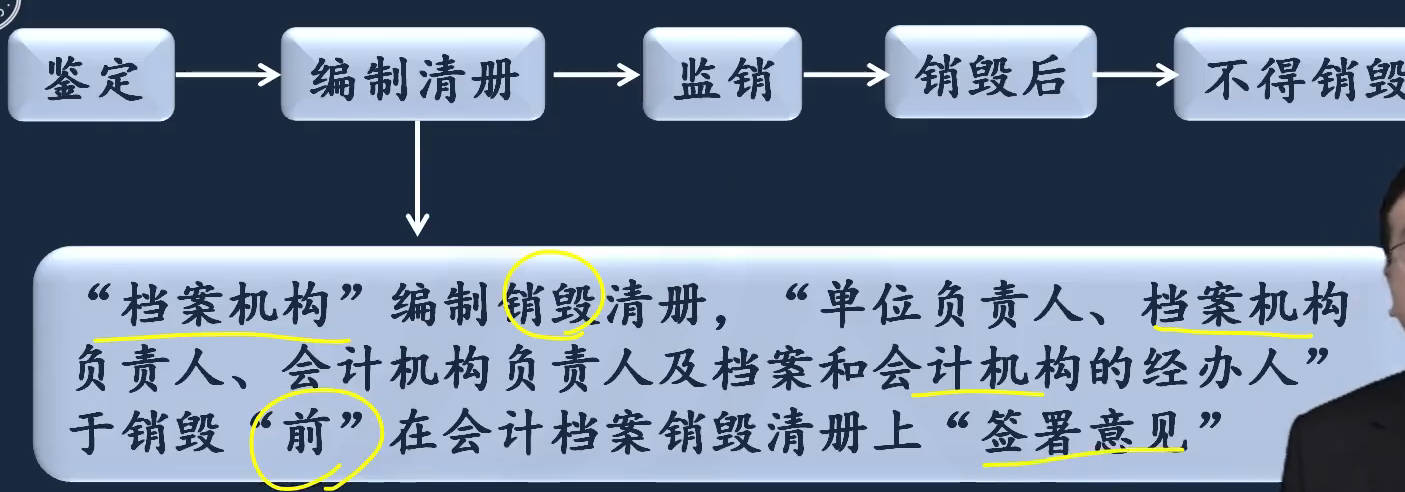 鉴定
编制清册
监销
销毁后
不得销毁
“档案机构”编制销毁清册，“单位负责人、档案机构
负责人、会计机构负责人及档案和会计机构的经办人”
于销毁“前”在会计档案销毁清册上“签署意见”